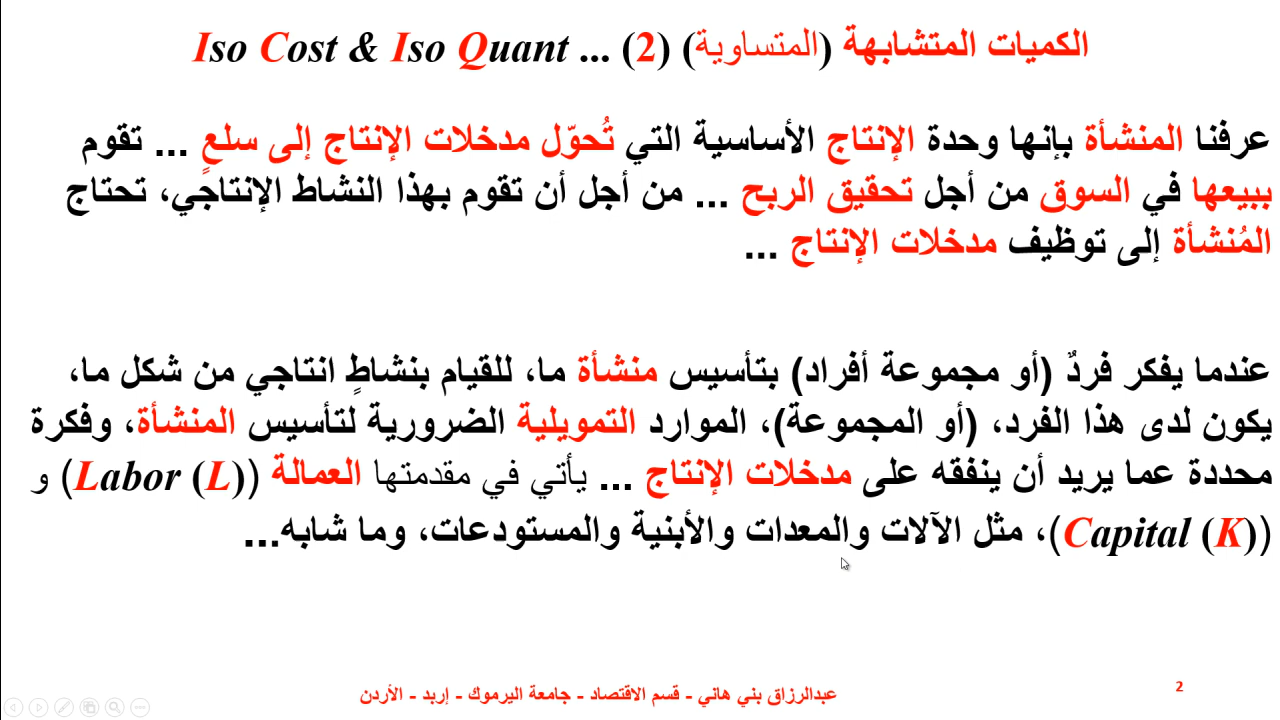 الكميات المتشابهة (المتساوية) (2) ... Iso Cost & Iso Quant
عرفنا المنشأة بإنها وحدة الإنتاج الأساسية التي تُحوّل مدخلات الإنتاج إلى سلعٍ ... تقوم
ببيعها في السوق من أجل تحقيق الربح ... من أجل أن تقوم بهذا النشاط الإنتاجي، تحتاج
المُنشأة إلى توظيف مدخلات الإنتاج ...
عندما يفكر فردٌ (أو مجموعة أفراد) بتأسيس منشأة ما، للقيام بنشاطٍ انتاجي من شكل ما،
يكون لدى هذا الفرد، (أو المجموعة)، الموارد التمويلية الضرورية لتأسيس المنشأة، وفكرة
محددة عما يريد أن ينفقه على مدخلات الإنتاج ... يأتي في مقدمتها العمالة (Labor (L)) و
(Capital (K))، مثل الآلات والمعدات والأبنية والمستودعات، وما شابه...
عبدالرزاق بني هاني - قسم الاقتصاد - جامعة اليرموك - إربد - الأردن
2